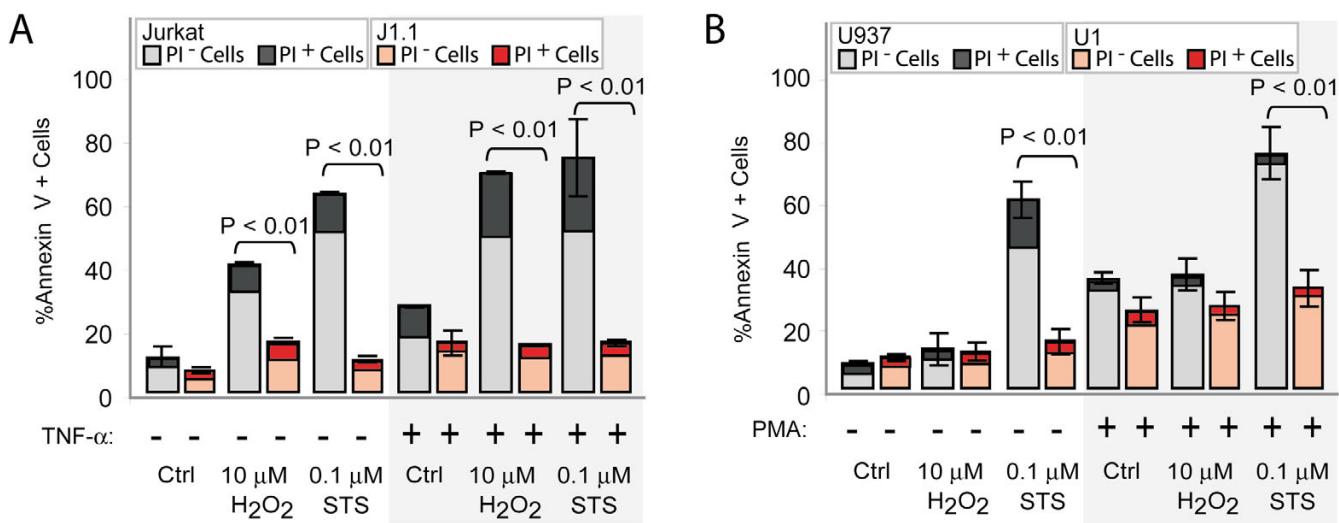 A
Jurkat
PI - Cells
PI + Cells
J1.1
PI - Cells
PI + Cells
%Annexin V + Cells
100
80
60
40
20
0
P < 0.01
P < 0.01
P < 0.01
P < 0.01
TNF-α: - - - - - - + + + + + +
Ctrl 10 μM H2O2 0.1 μM STS Ctrl 10 μM H2O2 0.1 μM STS
B
U937
PI - Cells
PI + Cells
U1
PI - Cells
PI + Cells
%Annexin V + Cells
100
80
60
40
20
0
P < 0.01
P < 0.01
PMA: - - - - - - + + + + + +
Ctrl 10 μM H2O2 0.1 μM STS Ctrl 10 μM H2O2 0.1 μM STS